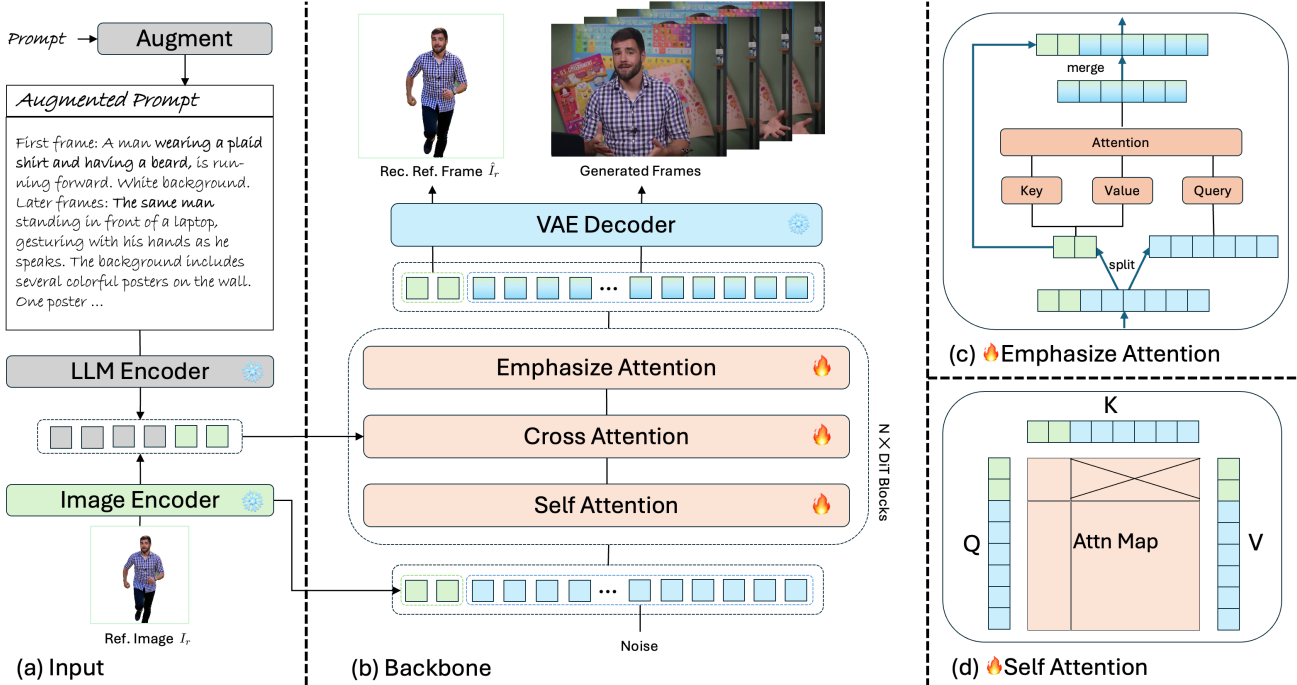 Prompt
Augment
Augmented Prompt
First frame: A man wearing a plaid
shirt and having a beard, is run-
ning forward. White background.
Later frames: The same man
standing in front of a laptop,
gesturing with his hands as he
speaks. The background includes
several colorful posters on the wall.
One poster ...
LLM Encoder
Image Encoder
Ref. Image I_r
(a) Input
Rec. Ref. Frame Î_r
Generated Frames
VAE Decoder
...
Emphasize Attention
Cross Attention
Self Attention
N × DiT Blocks
...
Noise
(b) Backbone
merge
Attention
Key
Value
Query
split
(c) Emphasize Attention
K
Q
Attn Map
V
(d) Self Attention